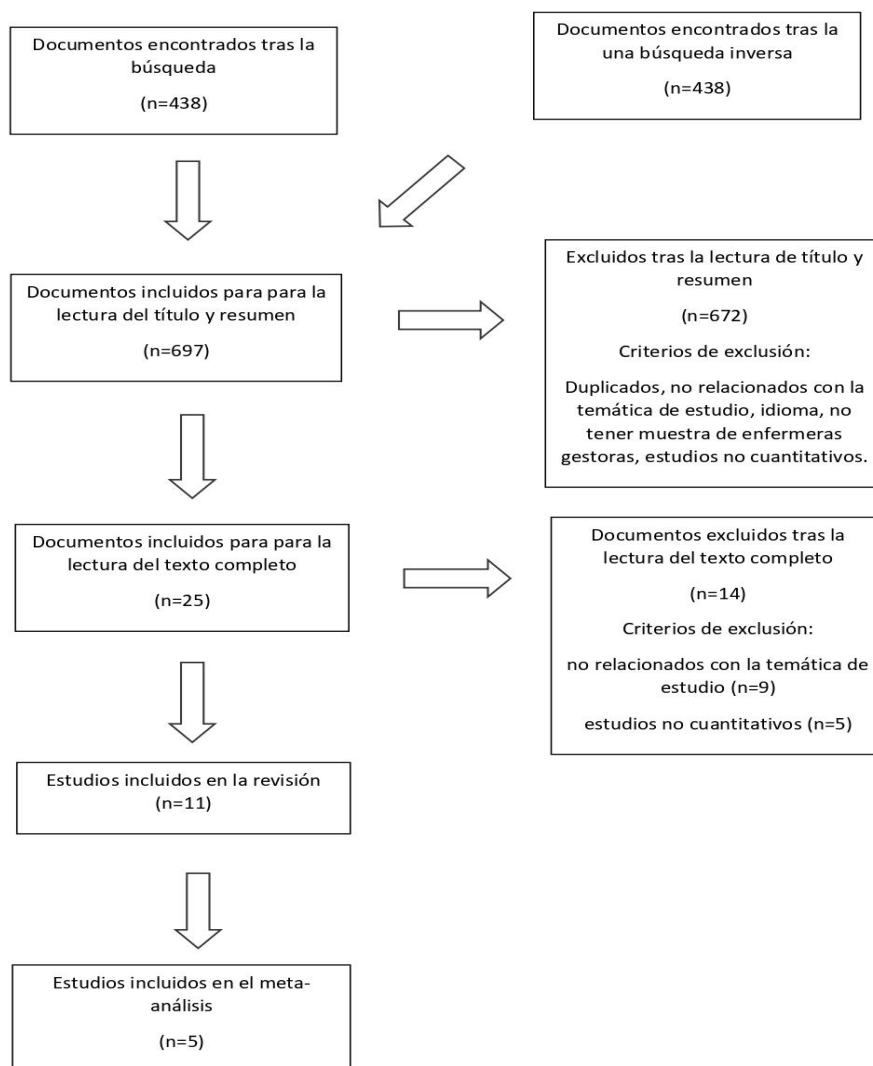 Documentos encontrados tras la
búsqueda
(n=438)
Documentos encontrados tras la
una búsqueda inversa
(n=438)
Documentos incluidos para para la
lectura del título y resumen
(n=697)
Excluidos tras la lectura de título y
resumen
(n=672)
Criterios de exclusión:
Duplicados, no relacionados con la
temática de estudio, idioma, no
tener muestra de enfermeras
gestoras, estudios no cuantitativos.
Documentos incluidos para para la
lectura del texto completo
(n=25)
Documentos excluidos tras la
lectura del texto completo
(n=14)
Criterios de exclusión:
no relacionados con la temática de
estudio (n=9)
estudios no cuantitativos (n=5)
Estudios incluidos en la revisión
(n=11)
Estudios incluidos en el meta-
análisis
(n=5)